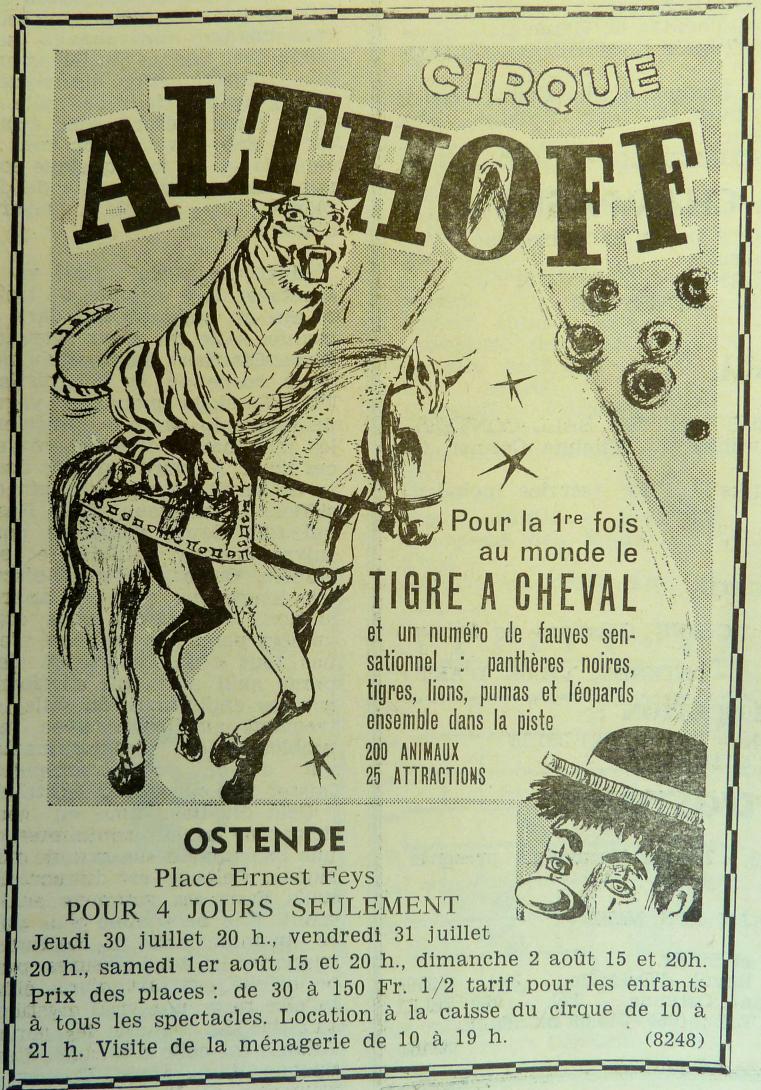 CIRQUE
ALTHOFF
Pour la 1re fois
au monde le
TIGRE A CHEVAL
et un numéro de fauves sen-
sationnel : panthères noires,
tigres, lions, pumas et léopards
ensemble dans la piste
200 ANIMAUX
25 ATTRACTIONS
OSTENDE
Place Ernest Feys
POUR 4 JOURS SEULEMENT
Jeudi 30 juillet 20 h., vendredi 31 juillet
20 h., samedi 1er août 15 et 20 h., dimanche 2 août 15 et 20h.
Prix des places : de 30 à 150 Fr. 1/2 tarif pour les enfants
à tous les spectacles. Location à la caisse du cirque de 10 à
21 h. Visite de la ménagerie de 10 à 19 h. (8248)